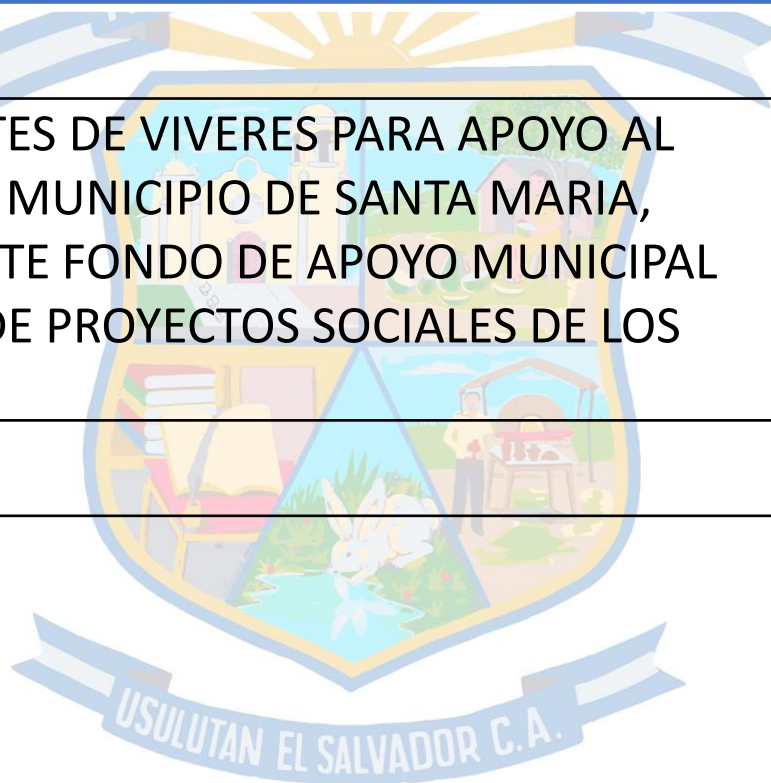 TES DE VIVERES PARA APOYO AL
MUNICIPIO DE SANTA MARIA,
TE FONDO DE APOYO MUNICIPAL
DE PROYECTOS SOCIALES DE LOS
USULUTAN EL SALVADOR C.A.